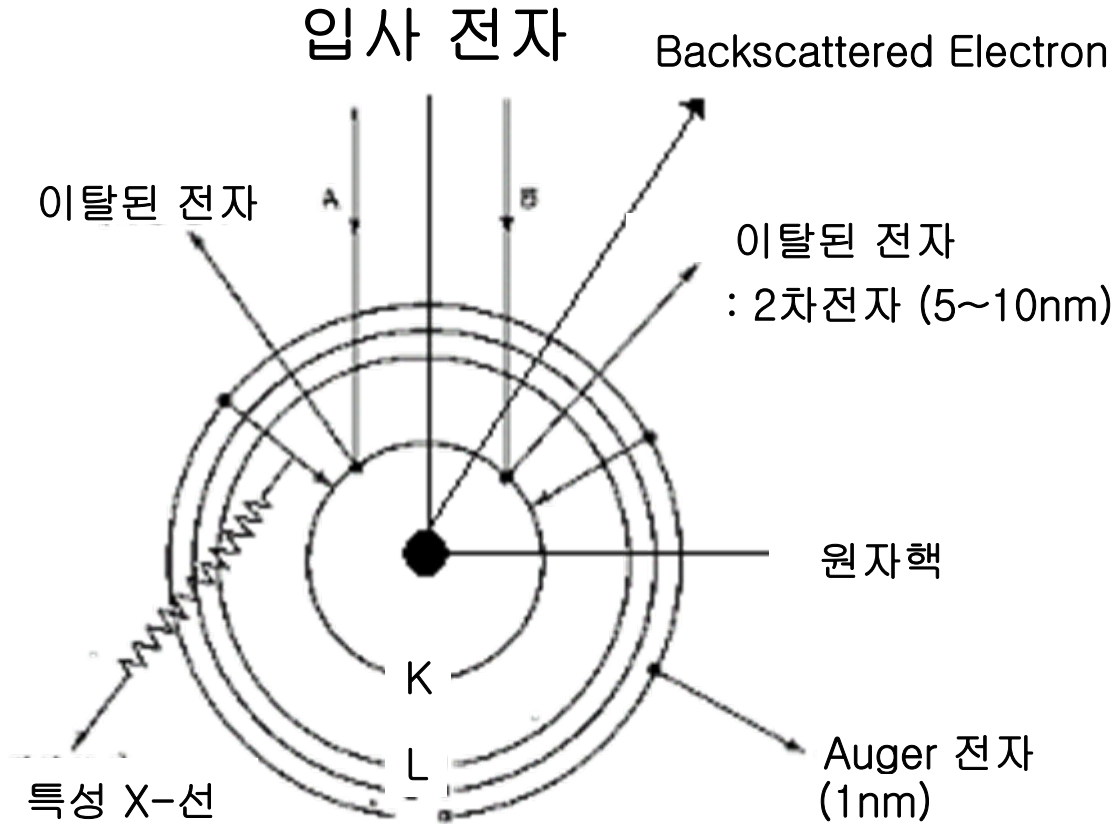 입사 전자
Backscattered Electron
이탈된 전자
A
B
이탈된 전자
: 2차전자 (5~10nm)
원자핵
K
L
Auger 전자
(1nm)
특성 X-선